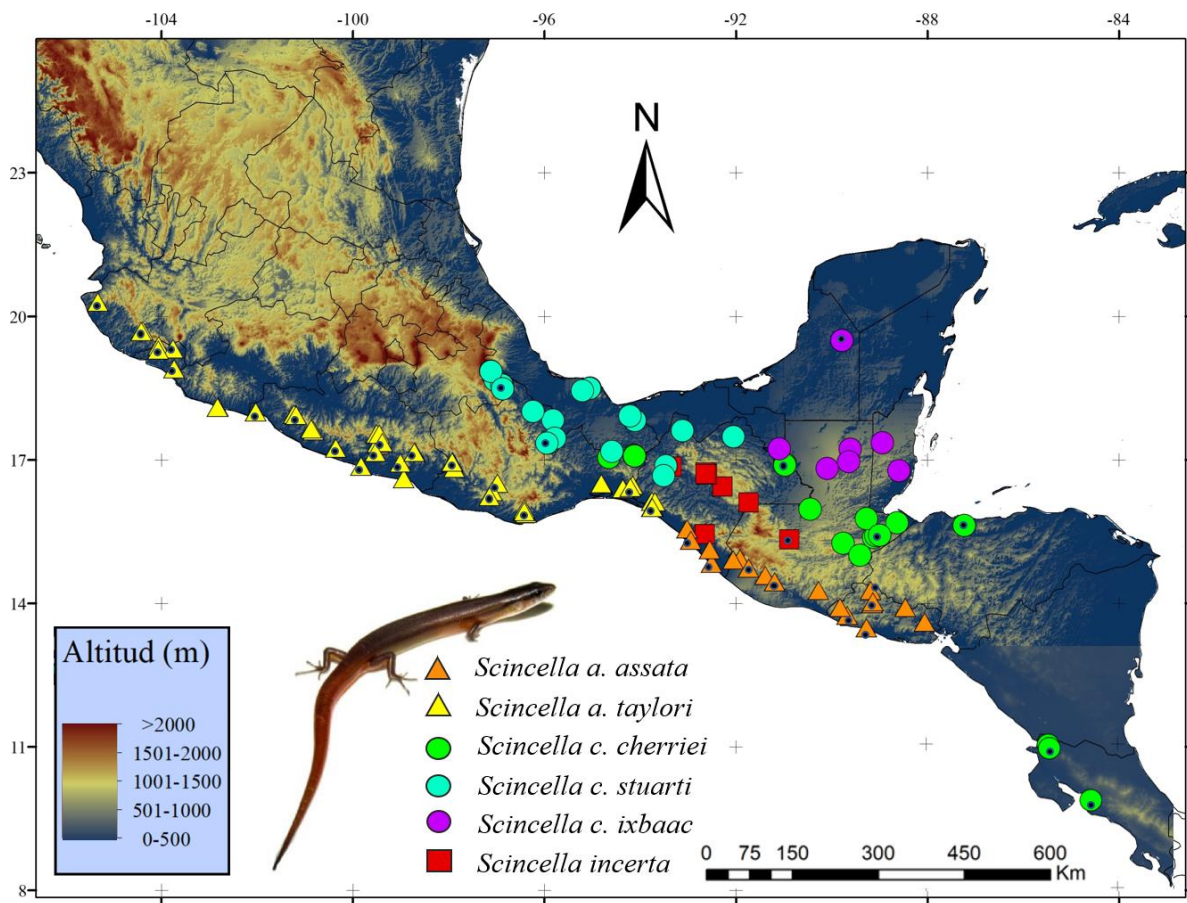 -104 -100 -96 -92 -88 -84
N
23
20
17
14
11
8
Altitud (m)
>2000
1501-2000
1001-1500
501-1000
0-500
Scincella a. assata
Scincella a. taylori
Scincella c. cherriei
Scincella c. stuarti
Scincella c. ixbaac
Scincella incerta
0 75 150 300 450 600
Km